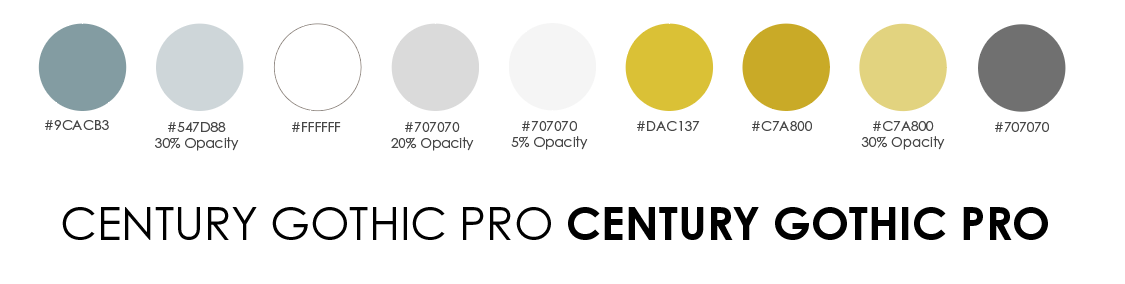 #9CACB3
#547D88
30% Opacity
#FFFFFF
#707070
20% Opacity
#707070
5% Opacity
#DAC137
#C7A800
#C7A800
30% Opacity
#707070
CENTURY GOTHIC PRO CENTURY GOTHIC PRO